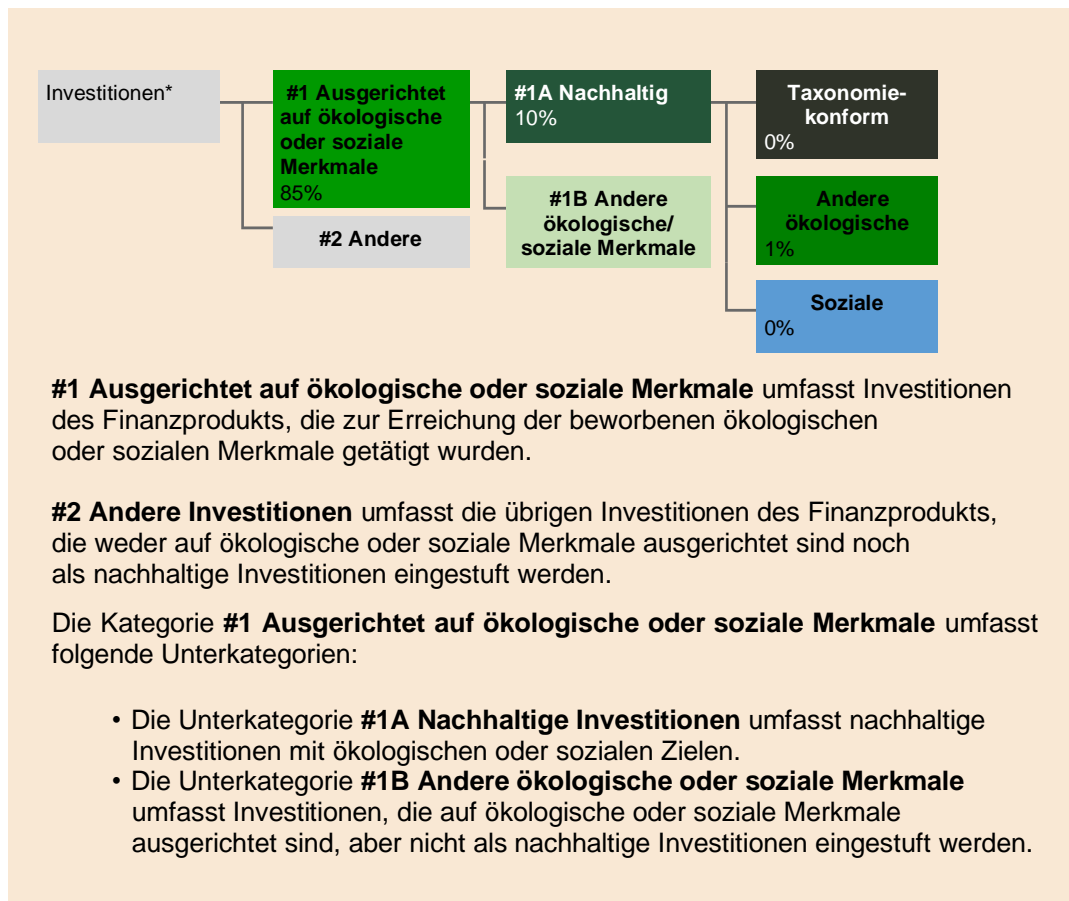 Investitionen*
#1 Ausgerichtet
auf ökologische
oder soziale
Merkmale
85%
#2 Andere
#1A Nachhaltig
10%
#1B Andere
ökologische/
soziale Merkmale
Taxonomie-
konform
0%
Andere
ökologische
1%
Soziale
0%
#1 Ausgerichtet auf ökologische oder soziale Merkmale umfasst Investitionen
des Finanzprodukts, die zur Erreichung der beworbenen ökologischen
oder sozialen Merkmale getätigt wurden.
#2 Andere Investitionen umfasst die übrigen Investitionen des Finanzprodukts,
die weder auf ökologische oder soziale Merkmale ausgerichtet sind noch
als nachhaltige Investitionen eingestuft werden.
Die Kategorie #1 Ausgerichtet auf ökologische oder soziale Merkmale umfasst
folgende Unterkategorien:
• Die Unterkategorie #1A Nachhaltige Investitionen umfasst nachhaltige
Investitionen mit ökologischen oder sozialen Zielen.
• Die Unterkategorie #1B Andere ökologische oder soziale Merkmale
umfasst Investitionen, die auf ökologische oder soziale Merkmale
ausgerichtet sind, aber nicht als nachhaltige Investitionen eingestuft werden.